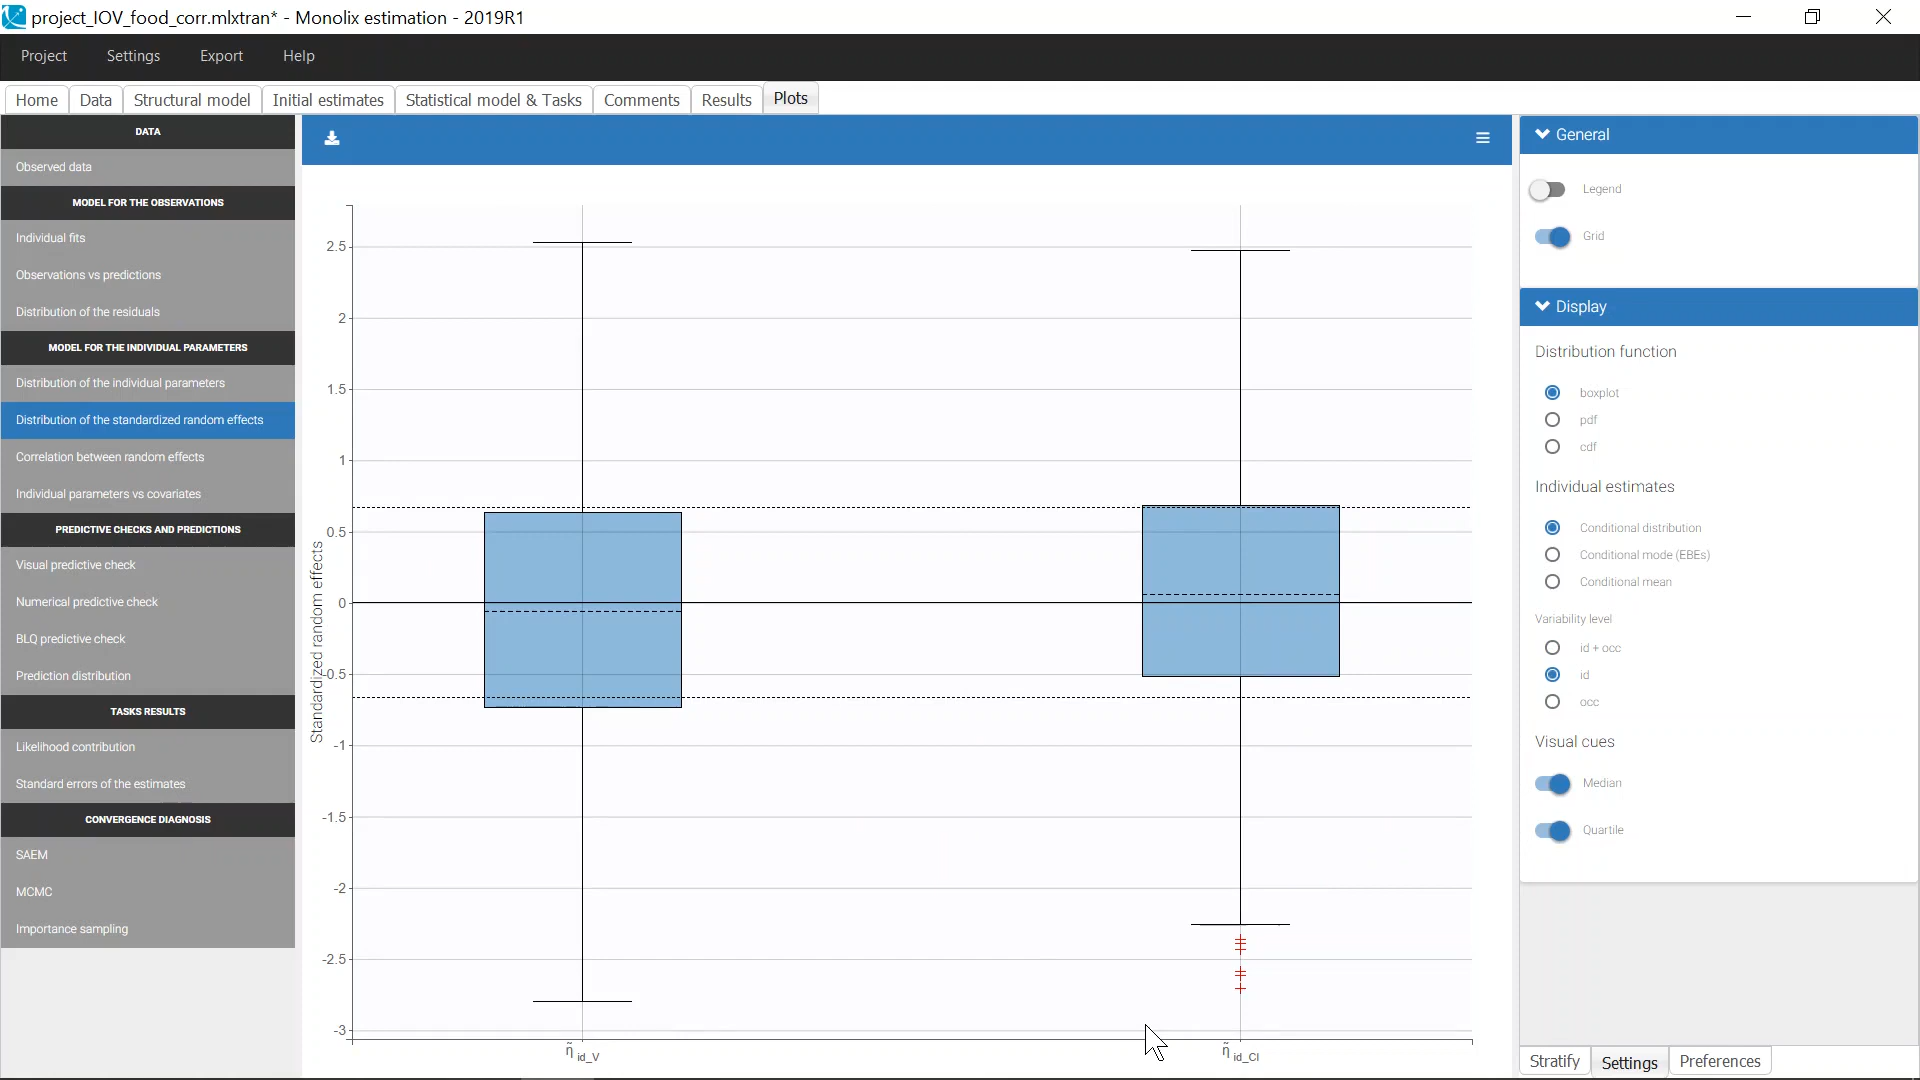 project_IOV_food_corr.mlxtran* - Monolix estimation - 2019R1
Project Settings Export Help
Home Data Structural model Initial estimates Statistical model & Tasks Comments Results Plots
DATA
Observed data
MODEL FOR THE OBSERVATIONS
Individual fits
Observations vs predictions
Distribution of the residuals
MODEL FOR THE INDIVIDUAL PARAMETERS
Distribution of the individual parameters
Distribution of the standardized random effects
Correlation between random effects
Individual parameters vs covariates
PREDICTIVE CHECKS AND PREDICTIONS
Visual predictive check
Numerical predictive check
BLQ predictive check
Prediction distribution
TASKS RESULTS
Likelihood contribution
Standard errors of the estimates
CONVERGENCE DIAGNOSIS
SAEM
MCMC
Importance sampling
Standardized random effects
2.5
2
1.5
1
0.5
0
-0.5
-1
-1.5
-2
-2.5
-3
η̃ id_V
η̃ id_Cl
General
Legend
Grid
Display
Distribution function
boxplot
pdf
cdf
Individual estimates
Conditional distribution
Conditional mode (EBEs)
Conditional mean
Variability level
id + occ
id
occ
Visual cues
Median
Quartile
Stratify Settings Preferences